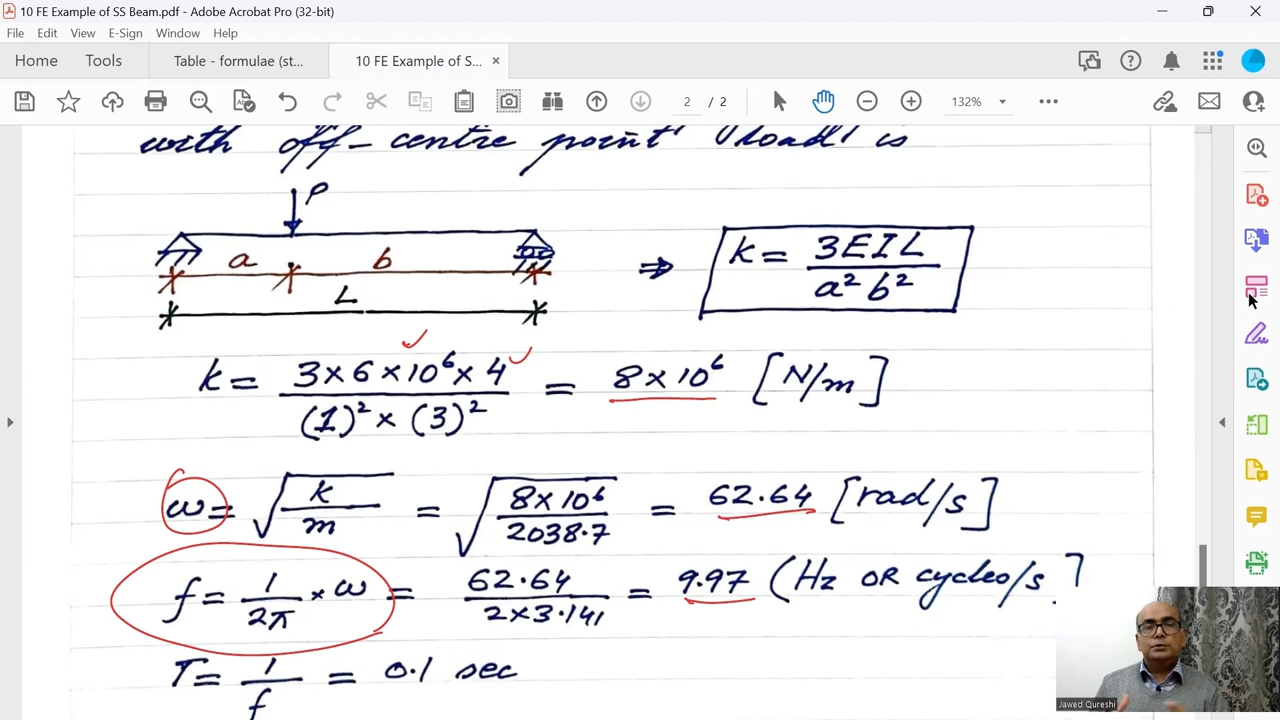 10 FE Example of SS Beam.pdf - Adobe Acrobat Pro (32-bit)
File Edit View E-Sign Window Help
Home Tools Table - formulae (st... 10 FE Example of S... ×
2 / 2 132%
with off-centre point load is
P
a b
L
⇒ k = 3EIL / a² b²
k = 3×6×10⁶×4 / (1)² × (3)² = 8×10⁶ [N/m]
ω = √(k/m) = √(8×10⁶ / 2038.7) = 62.64 [rad/s]
f = 1/2π × ω = 62.64 / 2×3.141 = 9.97 (Hz OR cycles/s]
T = 1/f = 0.1 sec
Jawed Qureshi